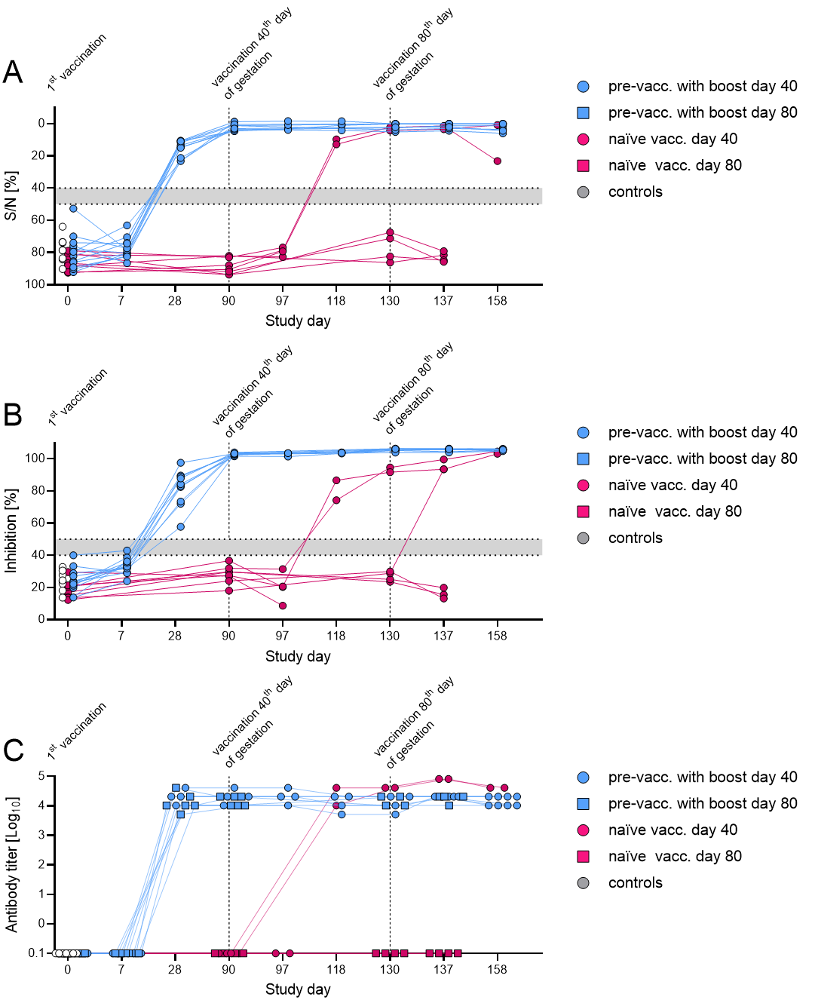 A
1st vaccination
vaccination 40th day
of gestation
vaccination 80th day
of gestation
S/N [%]
0
20
40
60
80
100
0 7 28 90 97 118 130 137 158
Study day
pre-vacc. with boost day 40
pre-vacc. with boost day 80
naïve vacc. day 40
naïve vacc. day 80
controls
B
1st vaccination
vaccination 40th day
of gestation
vaccination 80th day
of gestation
Inhibition [%]
100
80
60
40
20
0
0 7 28 90 97 118 130 137 158
Study day
pre-vacc. with boost day 40
pre-vacc. with boost day 80
naïve vacc. day 40
naïve vacc. day 80
controls
C
1st vaccination
vaccination 40th day
of gestation
vaccination 80th day
of gestation
Antibody titer [Log10]
5
4
3
2
1
0
0.1
0 7 28 90 97 118 130 137 158
Study day
pre-vacc. with boost day 40
pre-vacc. with boost day 80
naïve vacc. day 40
naïve vacc. day 80
controls